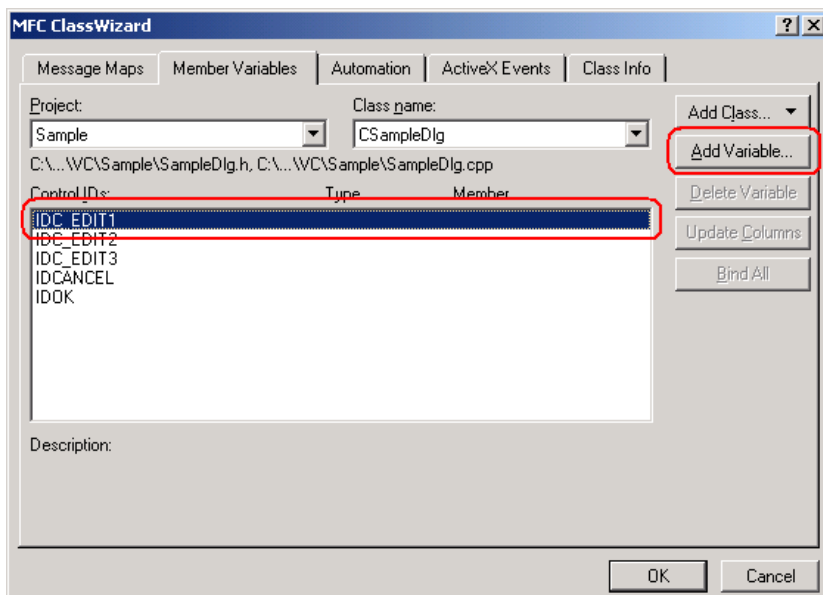 MFC ClassWizard
Message Maps Member Variables Automation ActiveX Events Class Info
Project: Class name:
Sample CSampleDlg
C:\...\VC\Sample\SampleDlg.h, C:\...\VC\Sample\SampleDlg.cpp
Control IDs: Type Member
IDC_EDIT1
IDC_EDIT2
IDC_EDIT3
IDCANCEL
IDOK
Add Class...
Add Variable...
Delete Variable
Update Columns
Bind All
Description:
OK Cancel